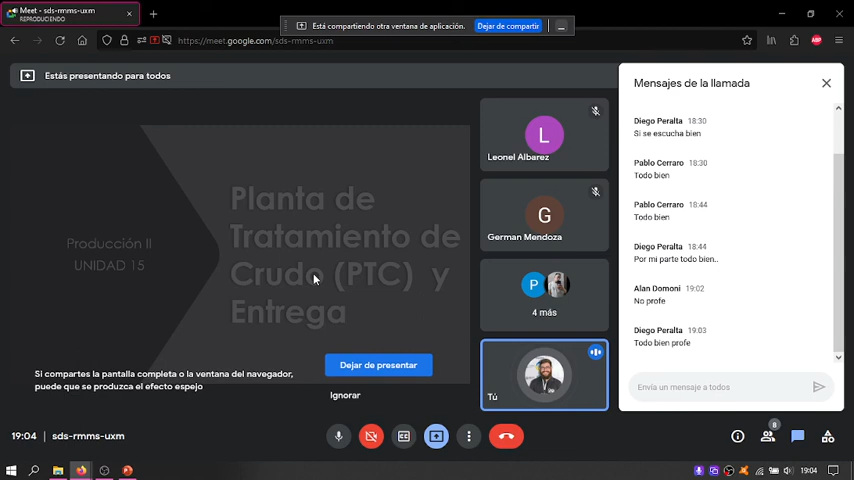 Meet - sds-rmms-uxm
REPRODUCIENDO
Está compartiendo otra ventana de aplicación.
Dejar de compartir
https://meet.google.com/sds-rmms-uxm
ABP
Estás presentando para todos
Producción II
UNIDAD 15
Planta de
Tratamiento de
Crudo (PTC) y
Entrega
Si compartes la pantalla completa o la ventana del navegador,
puede que se produzca el efecto espejo
Dejar de presentar
Ignorar
L
Leonel Albarez
G
German Mendoza
P
4 más
Tú
Mensajes de la llamada
Diego Peralta 18:30
Si se escucha bien
Pablo Cerraro 18:30
Todo bien
Pablo Cerraro 18:44
Todo bien
Diego Peralta 18:44
Por mi parte todo bien..
Alan Domoni 19:02
No profe
Diego Peralta 19:03
Todo bien profe
Envía un mensaje a todos
19:04 | sds-rmms-uxm
8
19:04